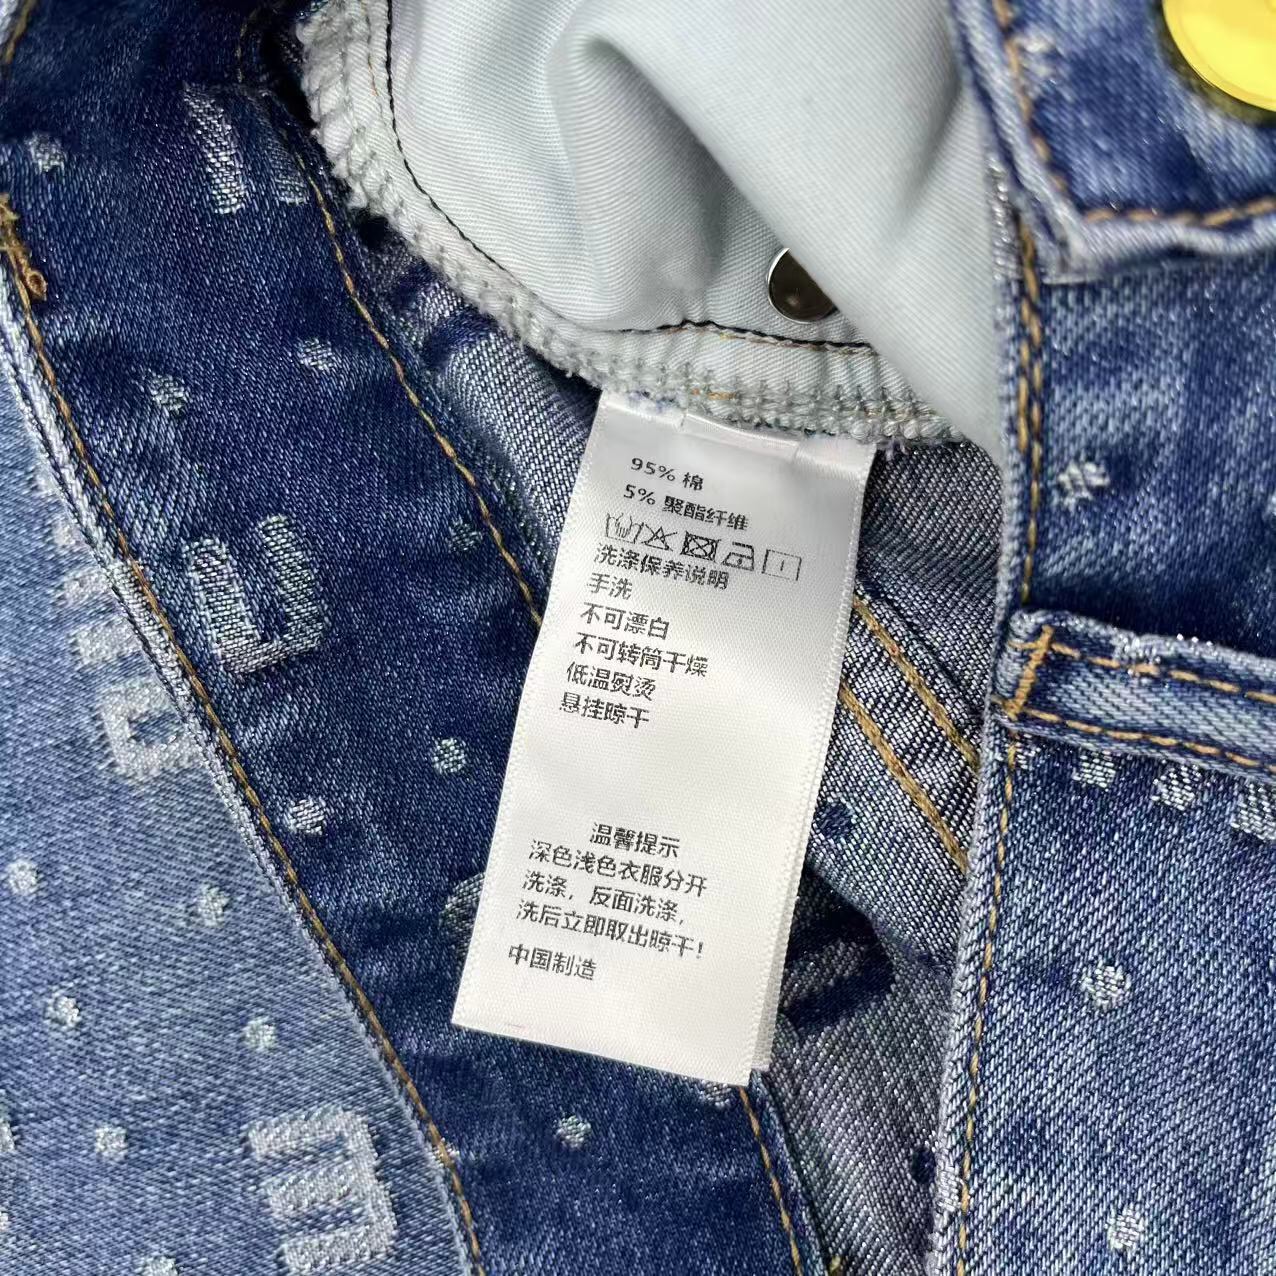 95% 棉
5% 聚酯纤维
洗涤保养说明
手洗
不可漂白
不可转筒干燥
低温熨烫
悬挂晾干
温馨提示
深色浅色衣服分开
洗涤，反面洗涤，
洗后立即取出晾干！
中国制造